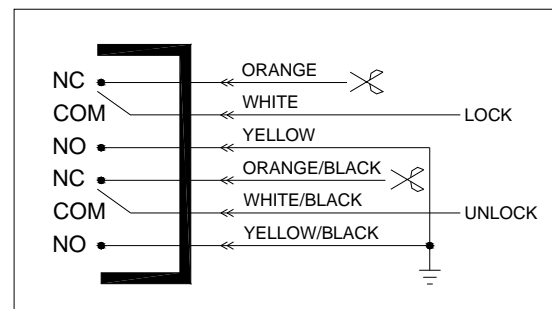 NC ORANGE
COM WHITE LOCK
NO YELLOW
NC ORANGE/BLACK
COM WHITE/BLACK UNLOCK
NO YELLOW/BLACK